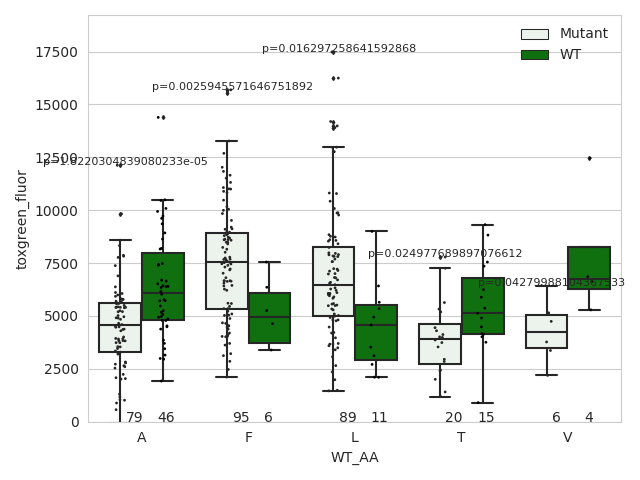 Mutant
WT
p=0.016297258641592868
p=0.0025945571646751892
p=1.8220304839080233e-05
p=0.024977689897076612
17500
15000
12500
10000
7500
5000
2500
0
toxgreen_fluor
79 46 95 6 89 11 20 15 6 4
A F L T V
WT_AA